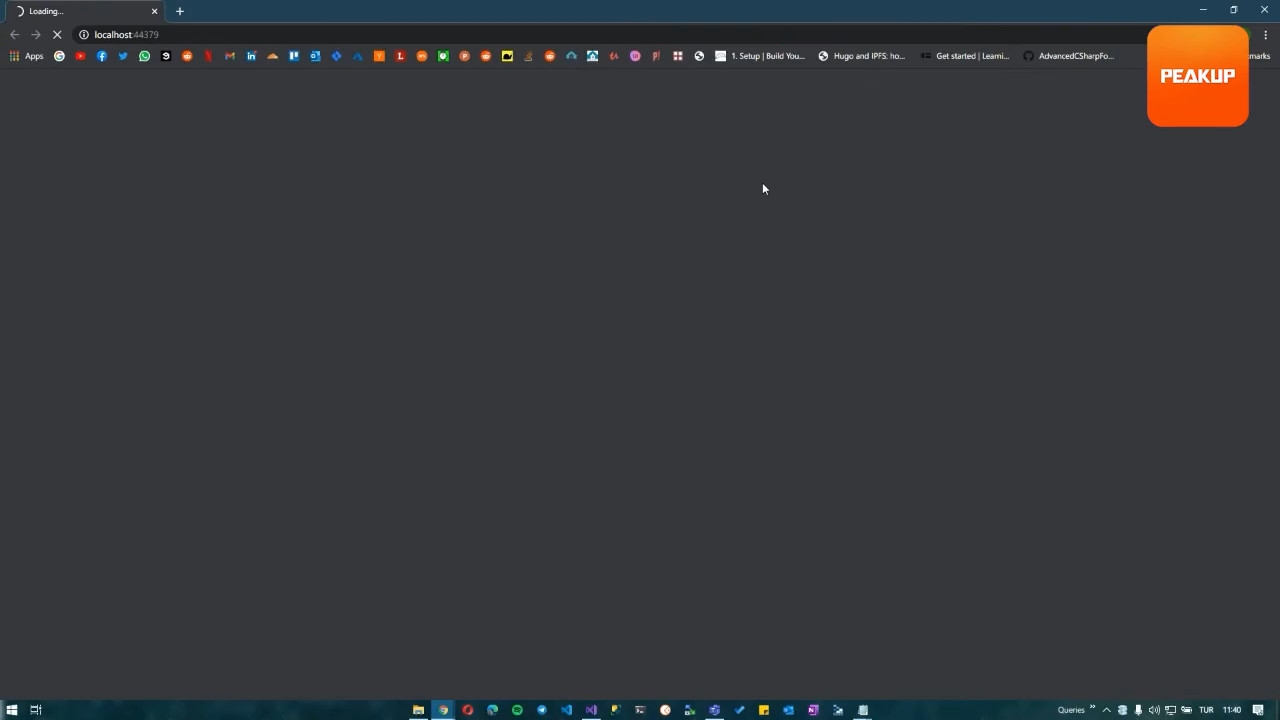 Loading...
localhost:44379
Apps
1. Setup | Build You...
Hugo and IPFS: ho...
Get started | Learni...
AdvancedCSharpFo...
marks
PEAKUP
Queries
TUR
11:40